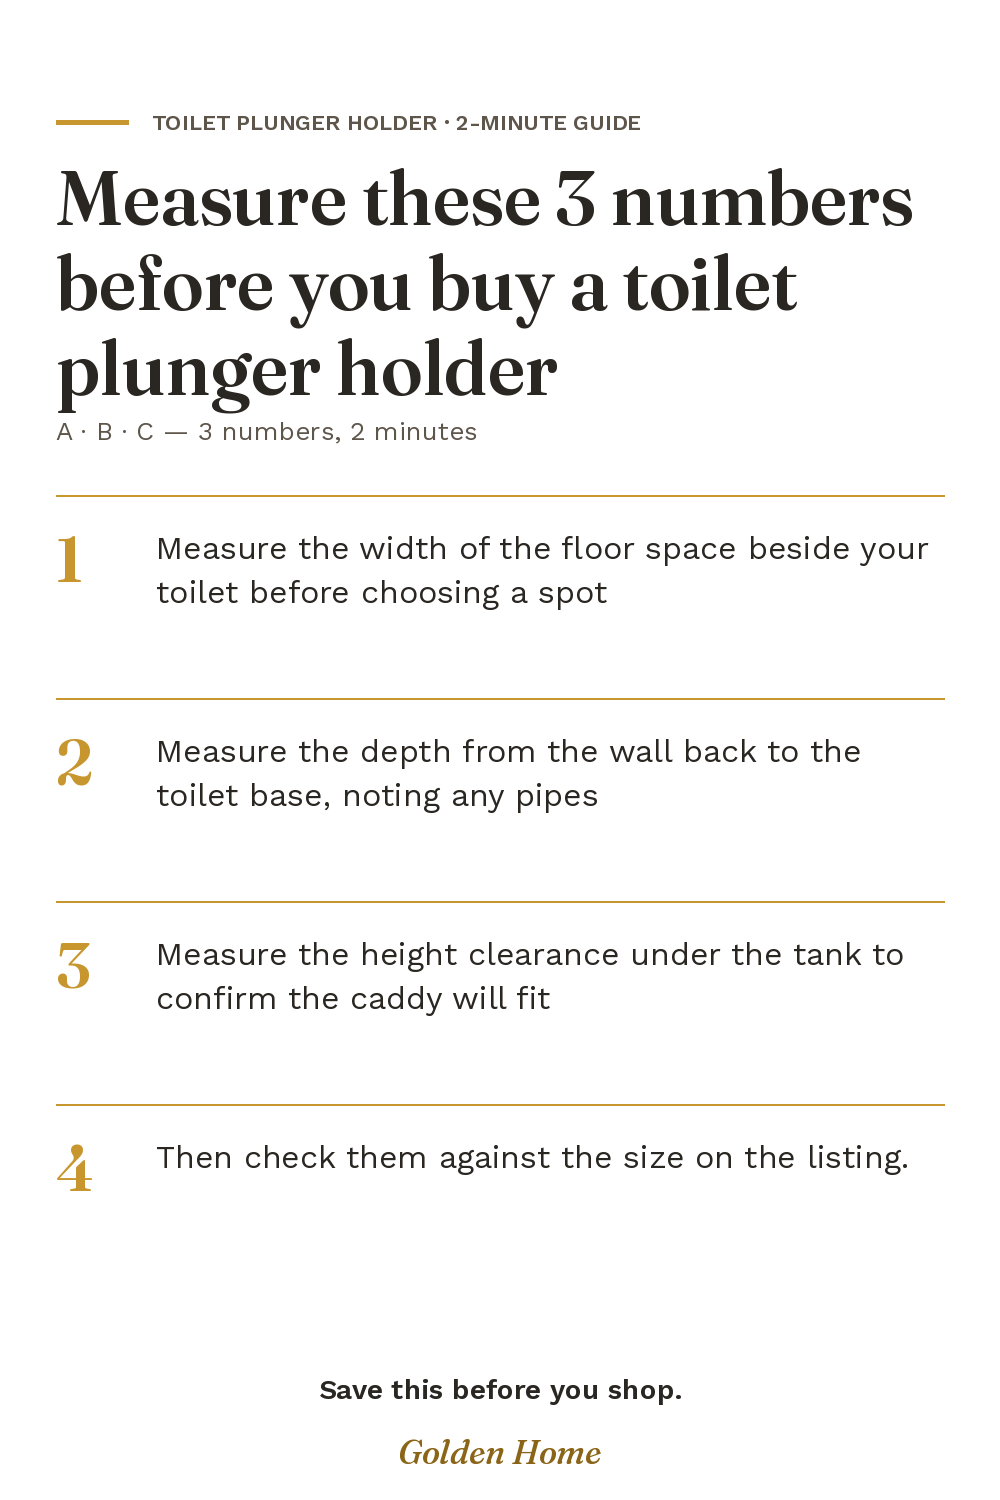 TOILET PLUNGER HOLDER · 2-MINUTE GUIDE
Measure these 3 numbers
before you buy a toilet
plunger holder
A · B · C — 3 numbers, 2 minutes
1
Measure the width of the floor space beside your
toilet before choosing a spot
2
Measure the depth from the wall back to the
toilet base, noting any pipes
3
Measure the height clearance under the tank to
confirm the caddy will fit
4
Then check them against the size on the listing.
Save this before you shop.
Golden Home